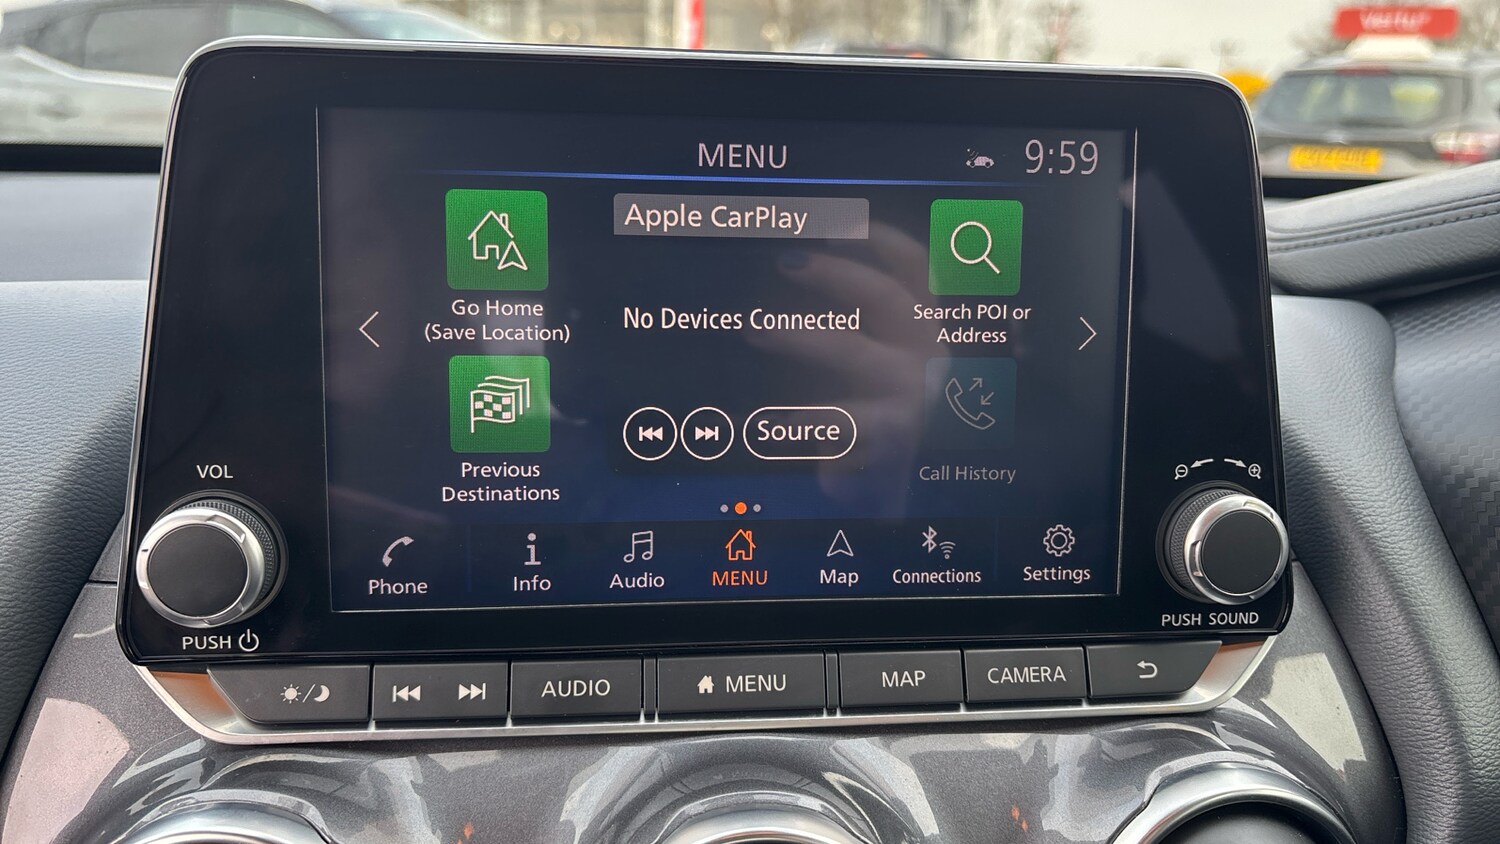 Vertu
MENU
9:59
Apple CarPlay
Go Home
(Save Location)
No Devices Connected
Search POI or
Address
Previous
Destinations
Source
Call History
Phone
Info
Audio
MENU
Map
Connections
Settings
VOL
PUSH
PUSH SOUND
AUDIO
MENU
MAP
CAMERA